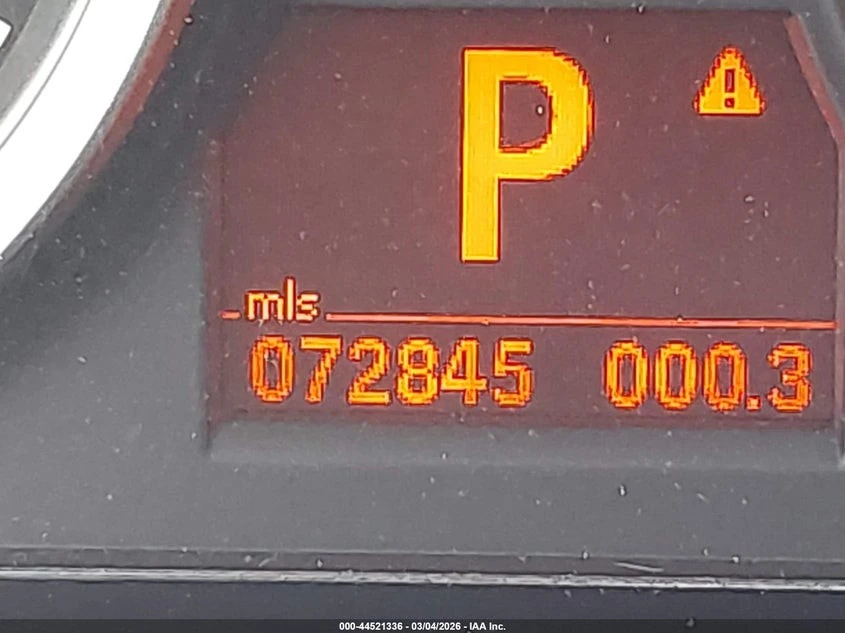 P
mls
072845 000.3
000-44521336 - 03/04/2026 - IAA Inc.